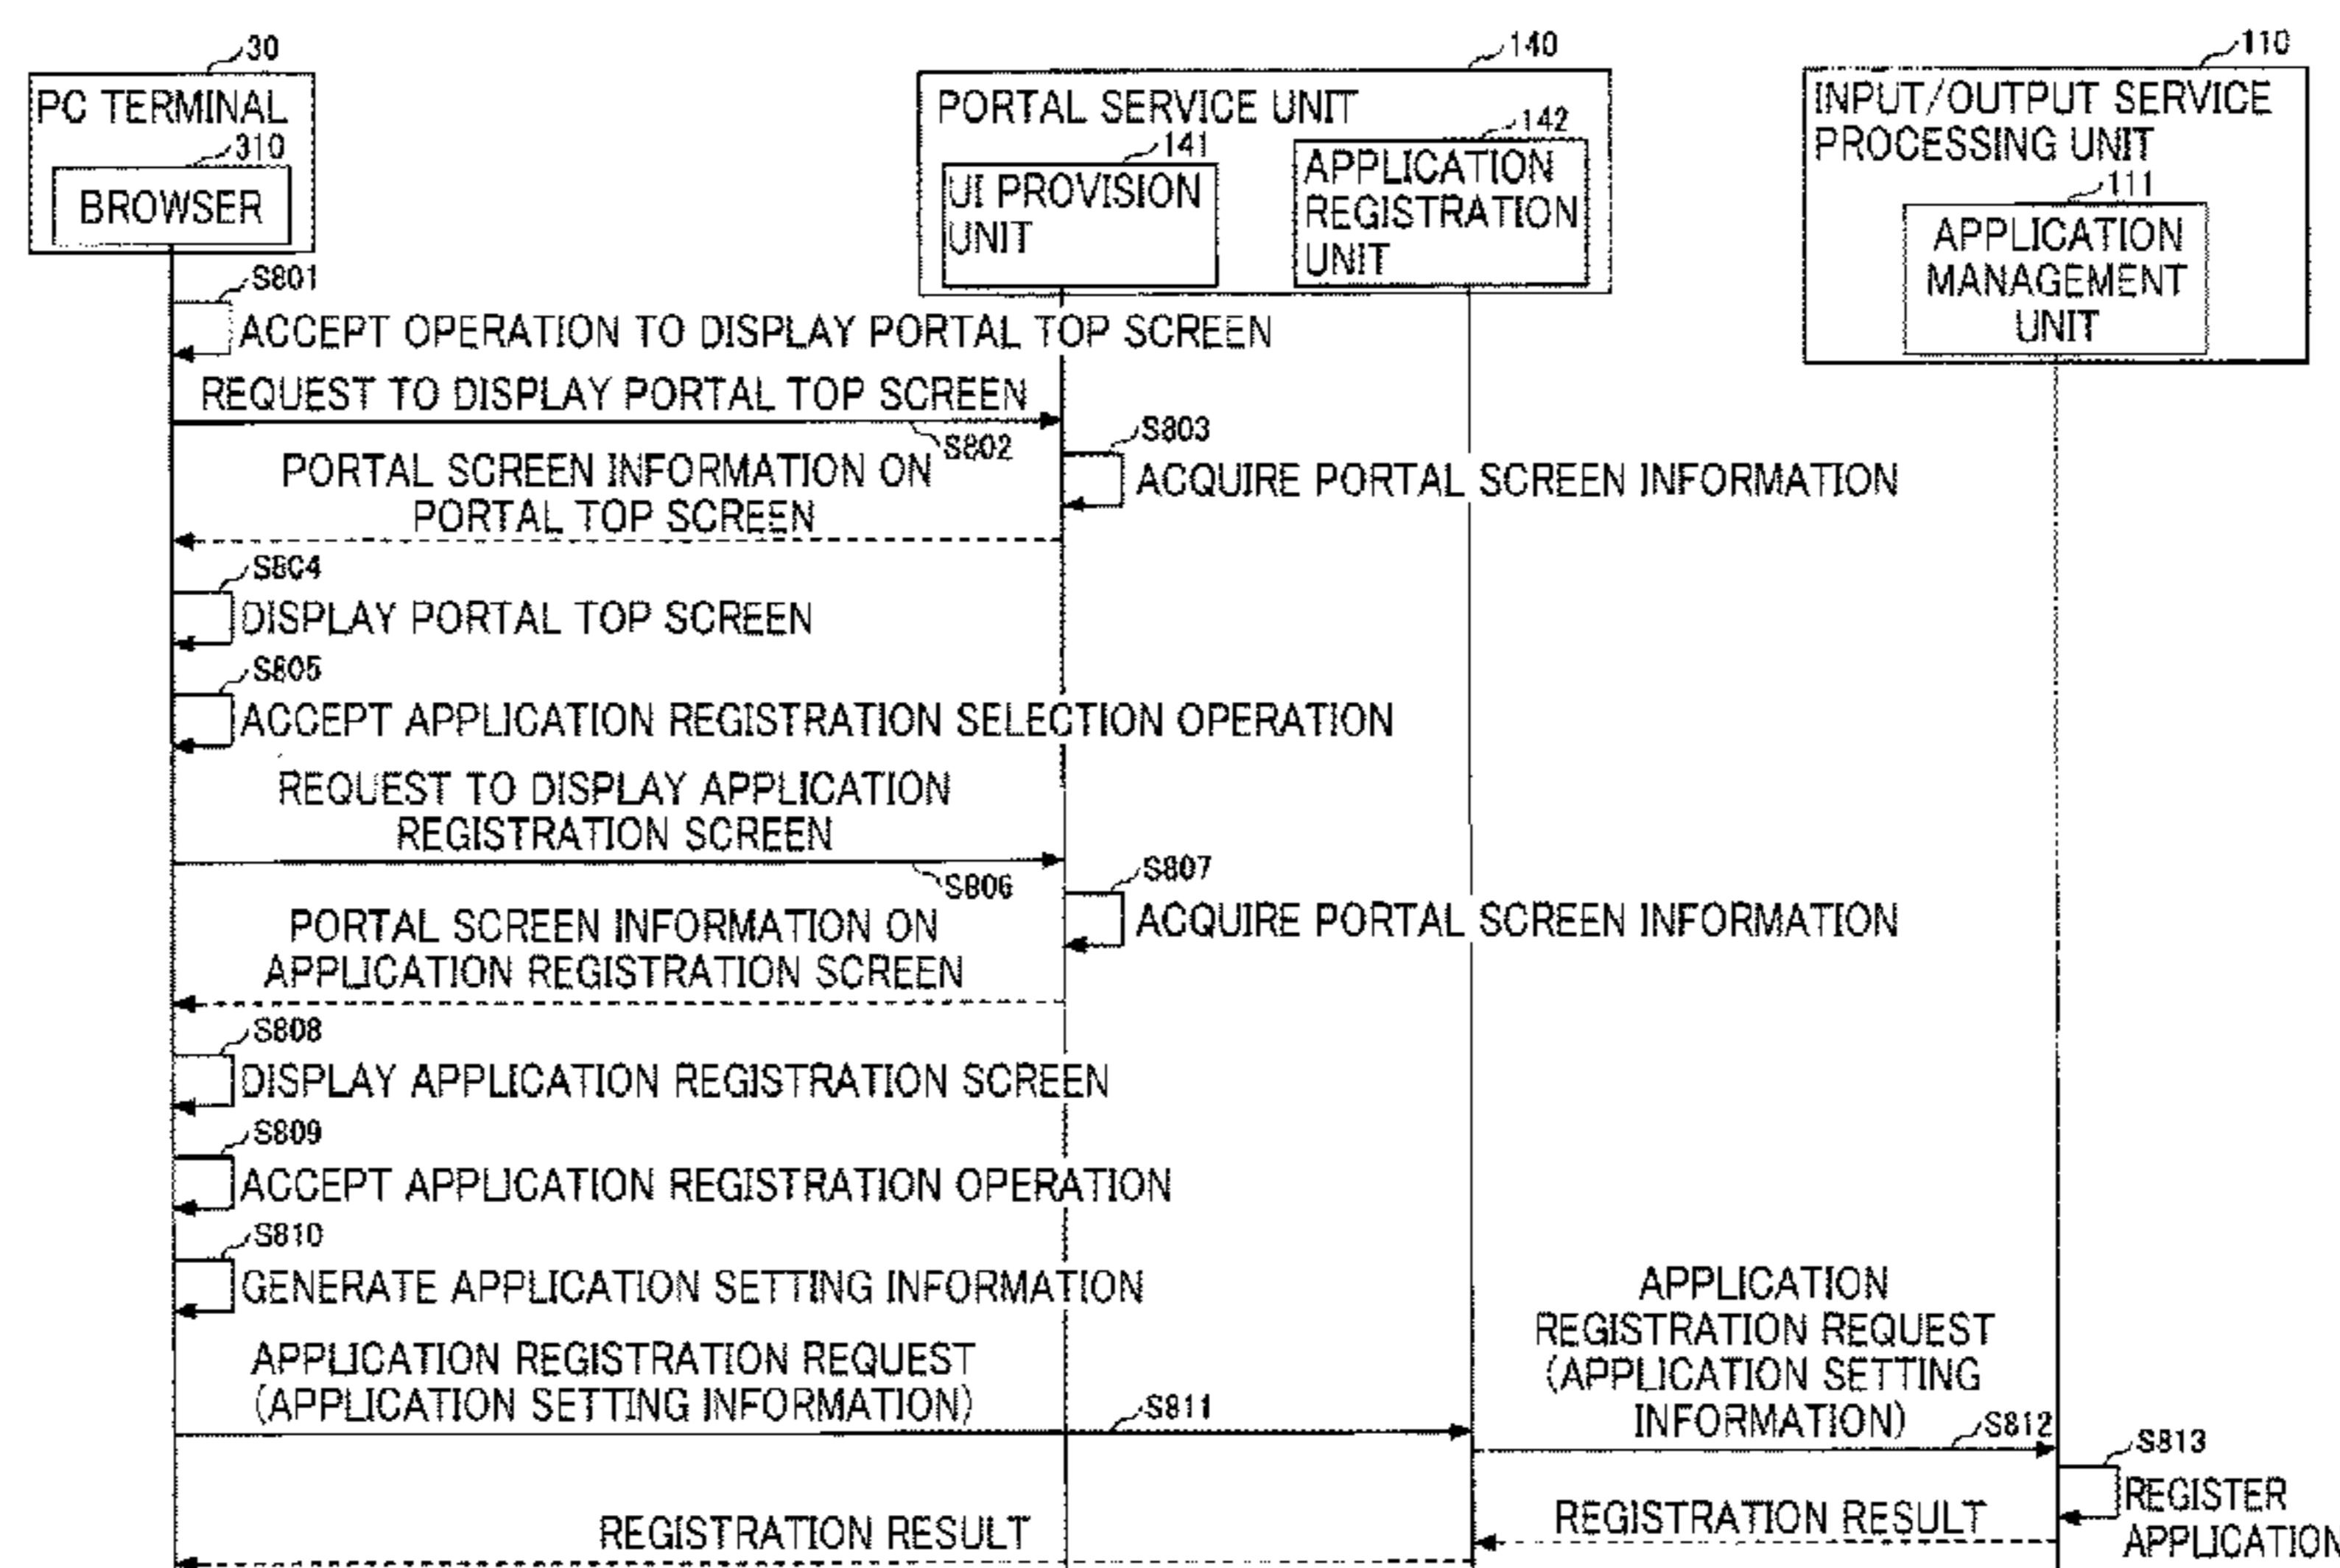 30
PC TERMINAL
310
BROWSER
140
PORTAL SERVICE UNIT
141
UI PROVISION
UNIT
142
APPLICATION
REGISTRATION
UNIT
110
INPUT/OUTPUT SERVICE
PROCESSING UNIT
111
APPLICATION
MANAGEMENT
UNIT
S801
ACCEPT OPERATION TO DISPLAY PORTAL TOP SCREEN
REQUEST TO DISPLAY PORTAL TOP SCREEN
S802
S803
ACQUIRE PORTAL SCREEN INFORMATION
PORTAL SCREEN INFORMATION ON
PORTAL TOP SCREEN
S804
DISPLAY PORTAL TOP SCREEN
S805
ACCEPT APPLICATION REGISTRATION SELECTION OPERATION
REQUEST TO DISPLAY APPLICATION
REGISTRATION SCREEN
S806
S807
ACQUIRE PORTAL SCREEN INFORMATION
PORTAL SCREEN INFORMATION ON
APPLICATION REGISTRATION SCREEN
S808
DISPLAY APPLICATION REGISTRATION SCREEN
S809
ACCEPT APPLICATION REGISTRATION OPERATION
S810
GENERATE APPLICATION SETTING INFORMATION
APPLICATION REGISTRATION REQUEST
(APPLICATION SETTING INFORMATION)
S811
APPLICATION
REGISTRATION REQUEST
(APPLICATION SETTING
INFORMATION)
S812
S813
REGISTER
APPLICATION
REGISTRATION RESULT
REGISTRATION RESULT